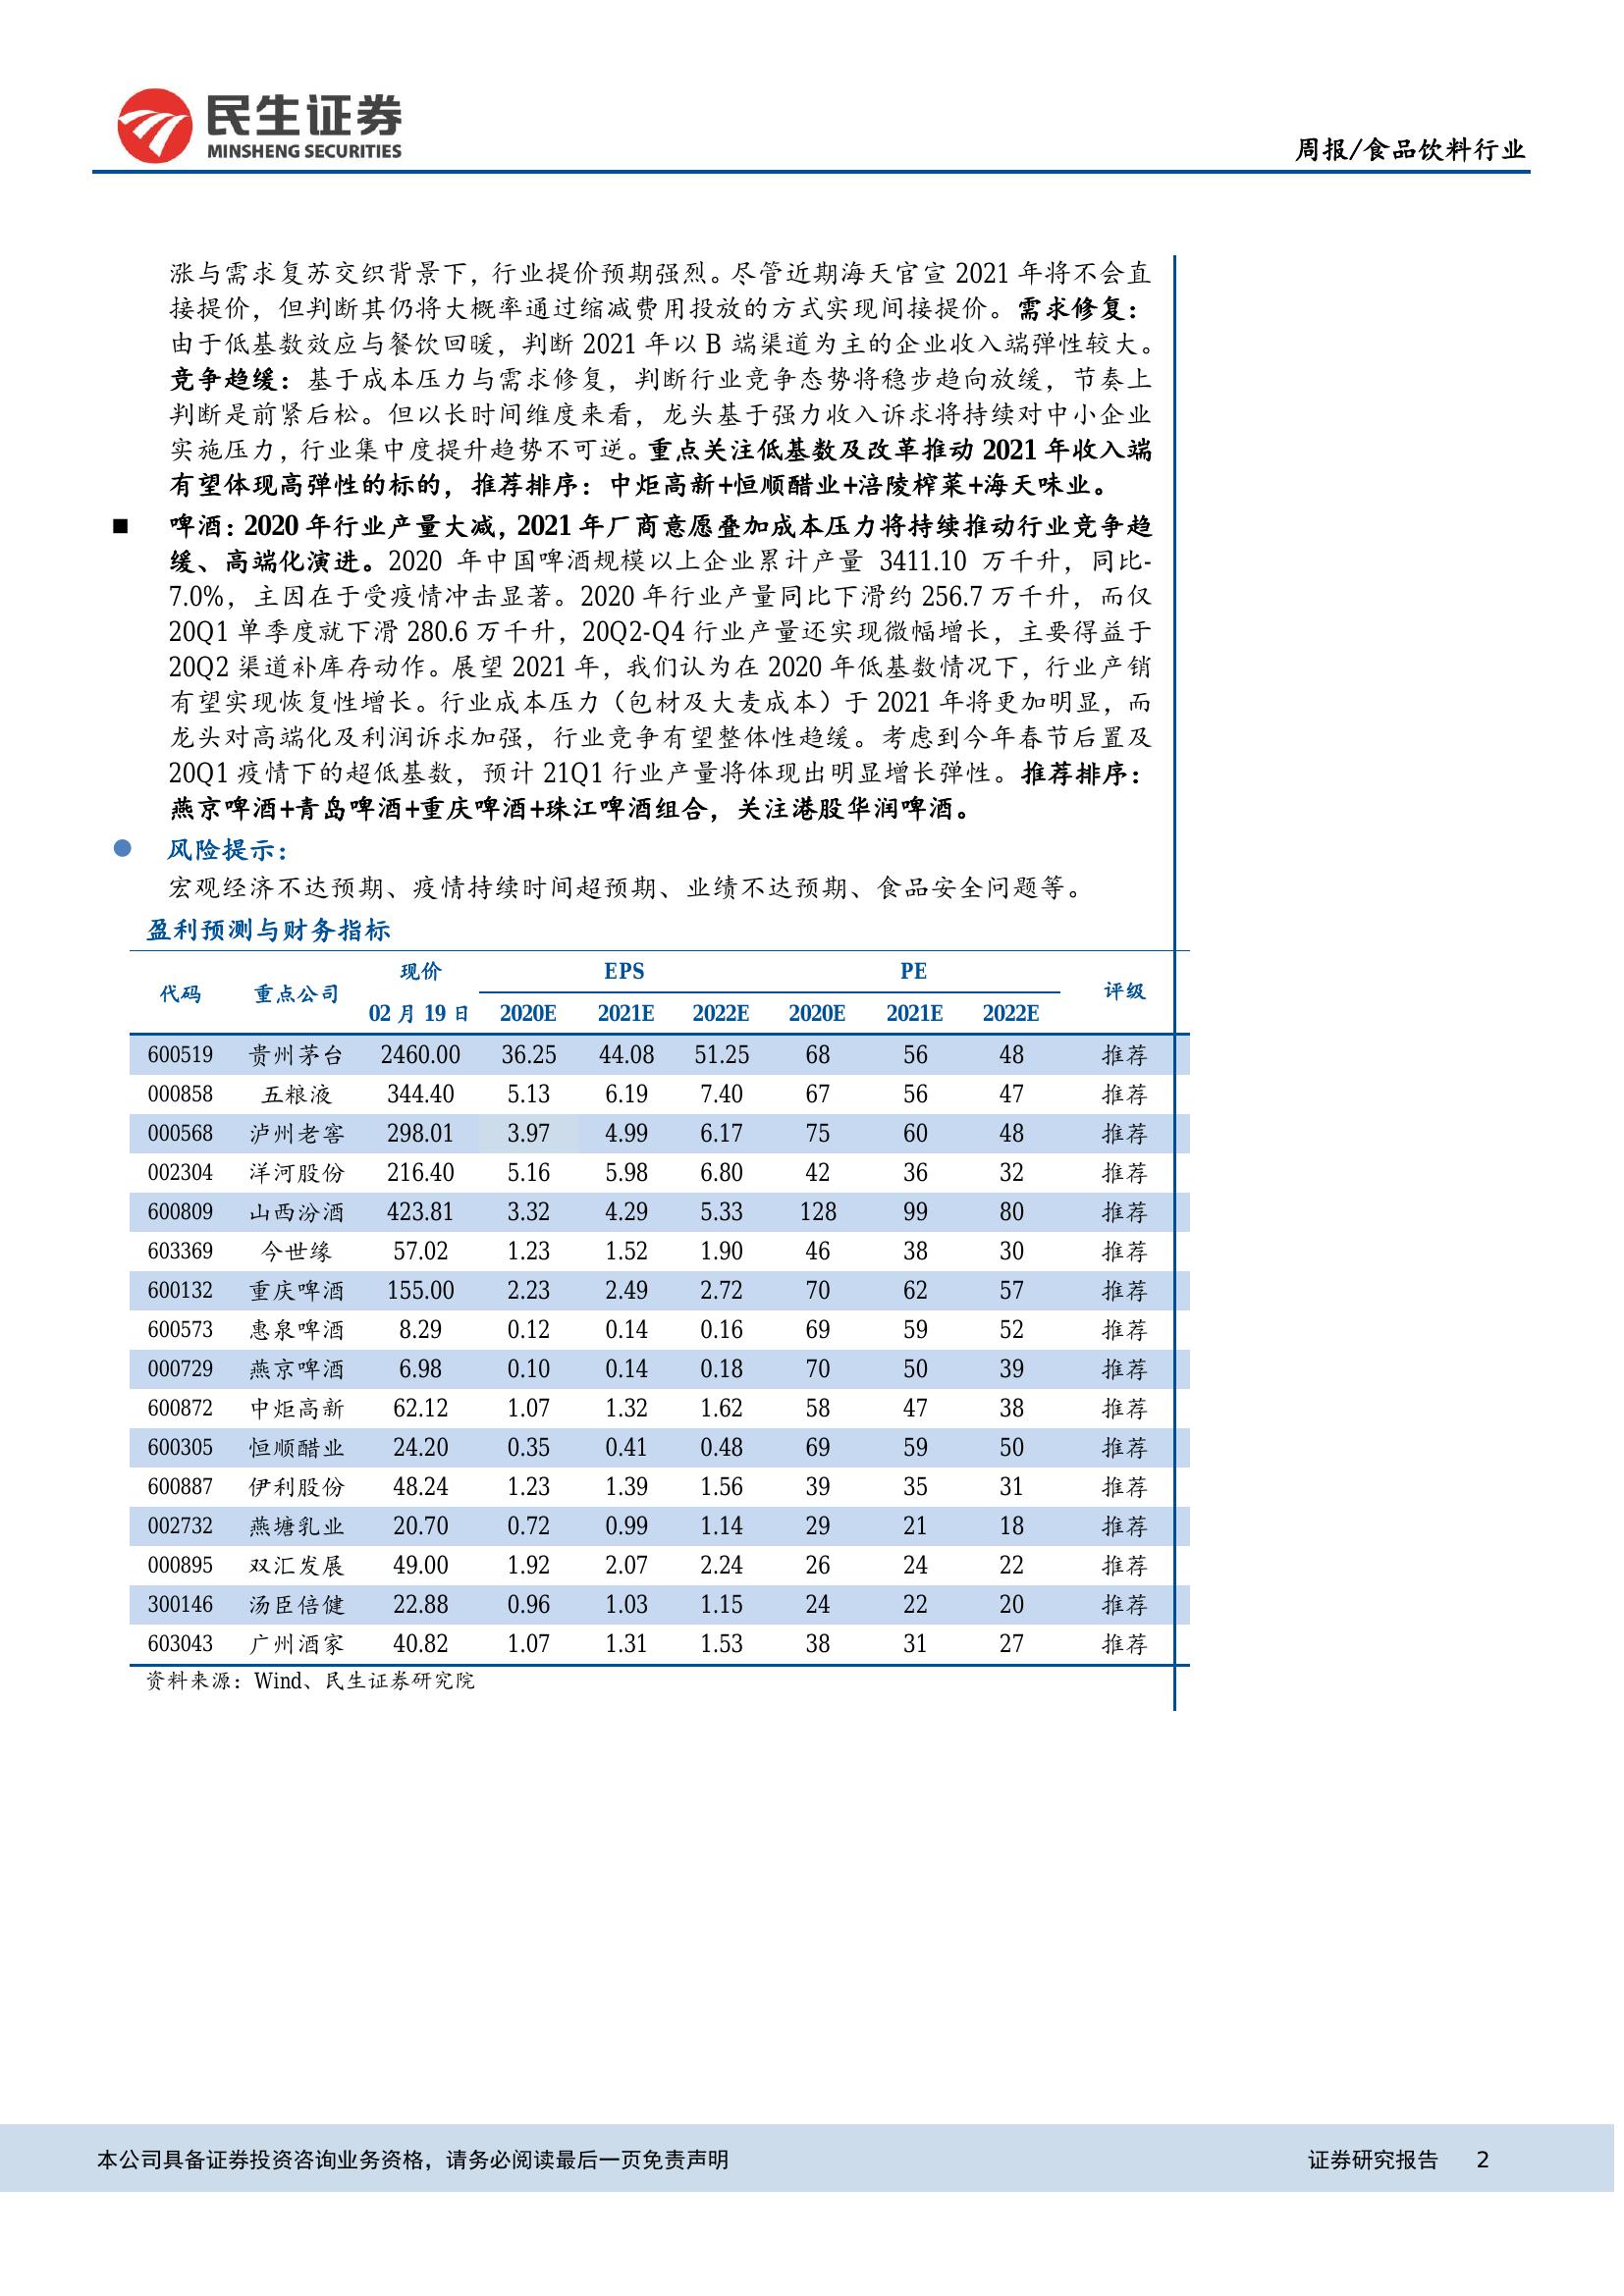 民生证券
MINSHENG SECURITIES
周报/食品饮料行业
涨与需求复苏交织背景下，行业提价预期强烈。尽管近期海天官宣 2021 年将不会直
接提价，但判断其仍将大概率通过缩减费用投放的方式实现间接提价。需求修复：
由于低基数效应与餐饮回暖，判断 2021 年以 B 端渠道为主的企业收入端弹性较大。
竞争趋缓：基于成本压力与需求修复，判断行业竞争态势将稳步趋向放缓，节奏上
判断是前紧后松。但以长时间维度来看，龙头基于强力收入诉求将持续对中小企业
实施压力，行业集中度提升趋势不可逆。重点关注低基数及改革推动 2021 年收入端
有望体现高弹性的标的，推荐排序：中炬高新+恒顺醋业+涪陵榨菜+海天味业。
■ 啤酒：2020 年行业产量大减，2021 年厂商意愿叠加成本压力将持续推动行业竞争趋
缓、高端化演进。2020 年中国啤酒规模以上企业累计产量 3411.10 万千升，同比-
7.0%，主因在于受疫情冲击显著。2020 年行业产量同比下滑约 256.7 万千升，而仅
20Q1 单季度就下滑 280.6 万千升，20Q2-Q4 行业产量还实现微幅增长，主要得益于
20Q2 渠道补库存动作。展望 2021 年，我们认为在 2020 年低基数情况下，行业产销
有望实现恢复性增长。行业成本压力（包材及大麦成本）于 2021 年将更加明显，而
龙头对高端化及利润诉求加强，行业竞争有望整体性趋缓。考虑到今年春节后置及
20Q1 疫情下的超低基数，预计 21Q1 行业产量将体现出明显增长弹性。推荐排序：
燕京啤酒+青岛啤酒+重庆啤酒+珠江啤酒组合，关注港股华润啤酒。
● 风险提示：
宏观经济不达预期、疫情持续时间超预期、业绩不达预期、食品安全问题等。
盈利预测与财务指标
代码 重点公司 现价 EPS PE 评级
02 月 19 日 2020E 2021E 2022E 2020E 2021E 2022E
600519 贵州茅台 2460.00 36.25 44.08 51.25 68 56 48 推荐
000858 五粮液 344.40 5.13 6.19 7.40 67 56 47 推荐
000568 泸州老窖 298.01 3.97 4.99 6.17 75 60 48 推荐
002304 洋河股份 216.40 5.16 5.98 6.80 42 36 32 推荐
600809 山西汾酒 423.81 3.32 4.29 5.33 128 99 80 推荐
603369 今世缘 57.02 1.23 1.52 1.90 46 38 30 推荐
600132 重庆啤酒 155.00 2.23 2.49 2.72 70 62 57 推荐
600573 惠泉啤酒 8.29 0.12 0.14 0.16 69 59 52 推荐
000729 燕京啤酒 6.98 0.10 0.14 0.18 70 50 39 推荐
600872 中炬高新 62.12 1.07 1.32 1.62 58 47 38 推荐
600305 恒顺醋业 24.20 0.35 0.41 0.48 69 59 50 推荐
600887 伊利股份 48.24 1.23 1.39 1.56 39 35 31 推荐
002732 燕塘乳业 20.70 0.72 0.99 1.14 29 21 18 推荐
000895 双汇发展 49.00 1.92 2.07 2.24 26 24 22 推荐
300146 汤臣倍健 22.88 0.96 1.03 1.15 24 22 20 推荐
603043 广州酒家 40.82 1.07 1.31 1.53 38 31 27 推荐
资料来源：Wind、民生证券研究院
本公司具备证券投资咨询业务资格，请务必阅读最后一页免责声明
证券研究报告 2